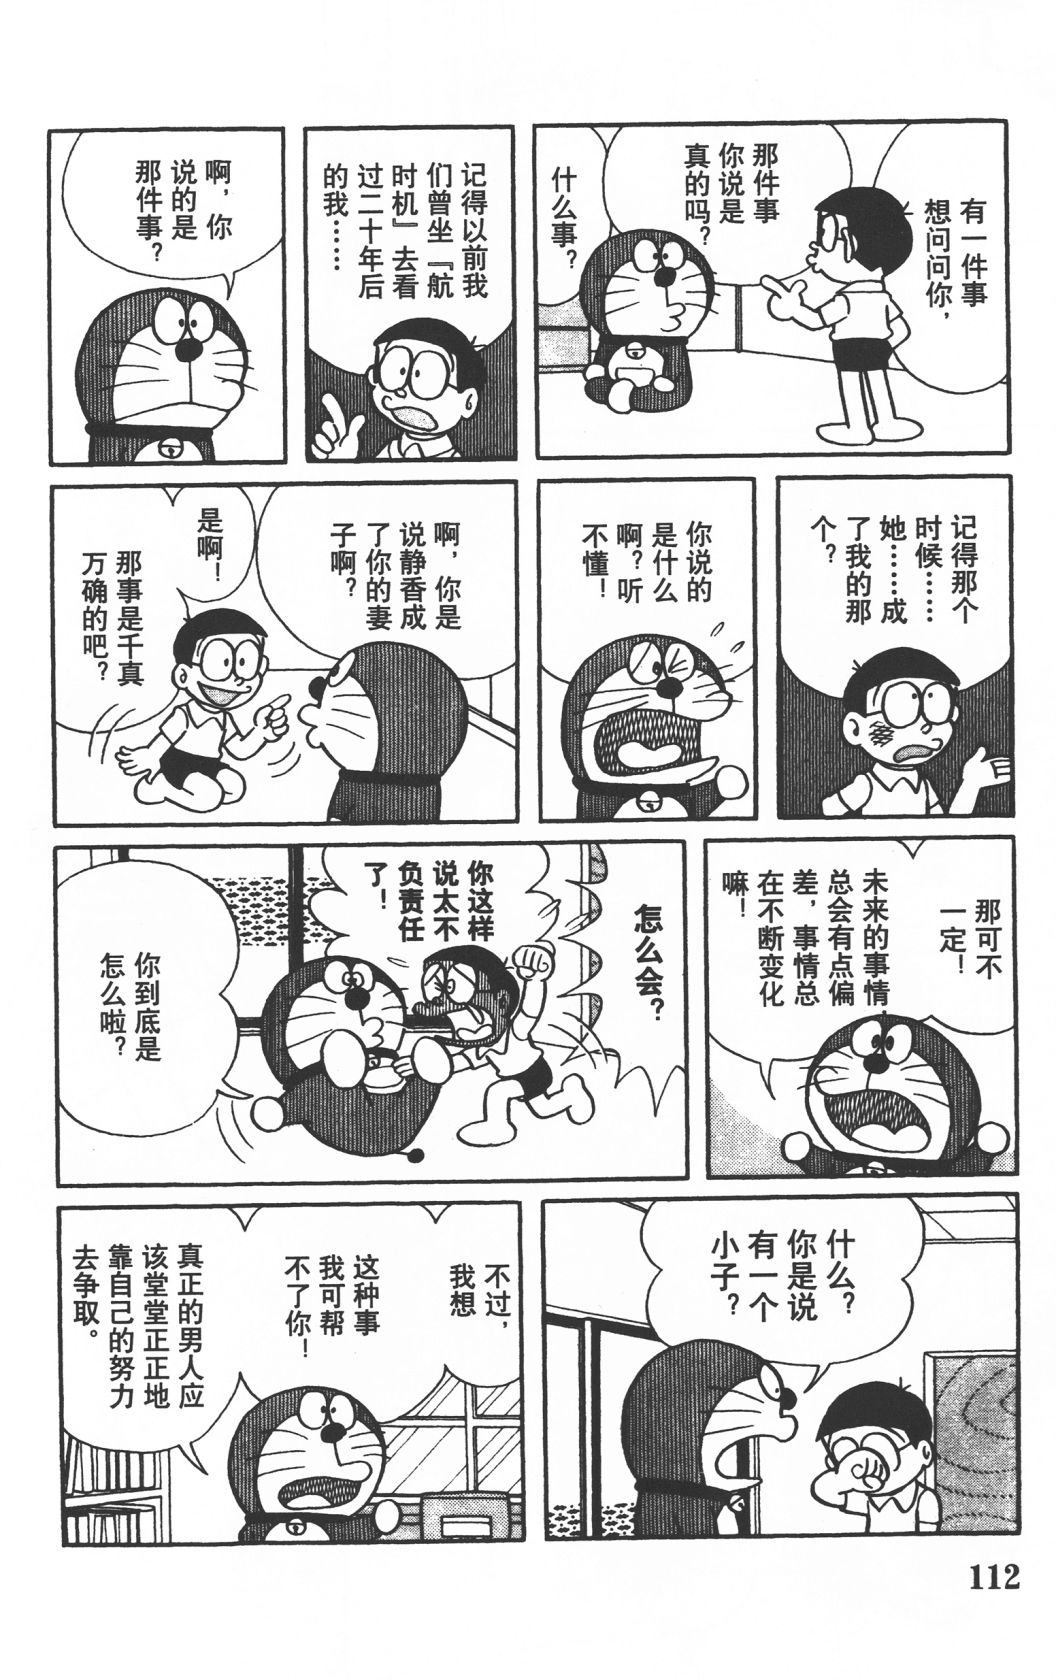 有一件事
想问问你，
那件事
你说是
真的吗？
什么事？
记得以前我
们曾坐『航
时机』去看
过二十年后
的我……
啊，你
说的是
那件事？
记得那个
时候……
她……成
了我的那
个？
你说的
是什么
啊？听
不懂！
啊，你是
说静香成
了你的妻
子啊？
是啊！
那事是千真
万确的吧？
那可不
一定！
未来的事情，
总会有点偏
差，事情总
在不断变化
嘛！
怎么会？
你这样
说太不
负责任
了！
你到底是
怎么啦？
什么？
你是说
有一个
小子？
不过，
我想
这种事
我可帮
不了你！
真正的男人应
该堂堂正正地
靠自己的努力
去争取。
112